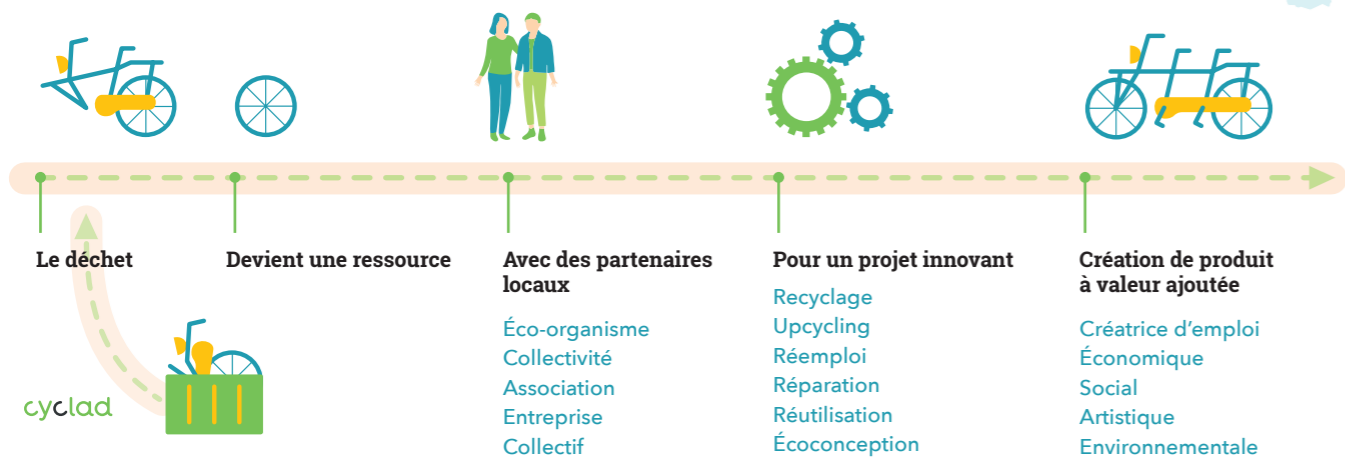 Le déchet
Devient une ressource
Avec des partenaires
locaux
Éco-organisme
Collectivité
Association
Entreprise
Collectif
Pour un projet innovant
Recyclage
Upcycling
Réemploi
Réparation
Réutilisation
Écoconception
Création de produit
à valeur ajoutée
Créatrice d'emploi
Économique
Social
Artistique
Environnementale
cyclad